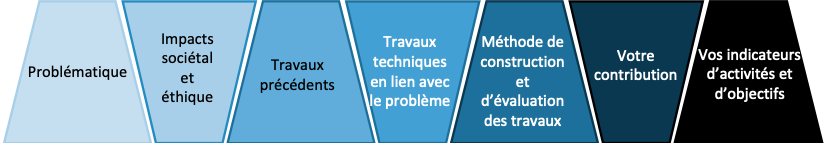 Problématique
Impacts
sociétal
et
éthique
Travaux
précédents
Travaux
techniques
en lien avec
le problème
Méthode de
construction
et
d’évaluation
des travaux
Votre
contribution
Vos indicateurs
d’activités et
d’objectifs